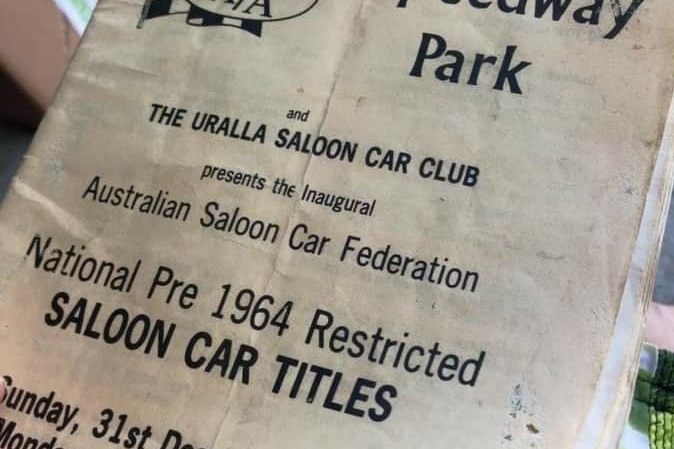 Speedway
Park
and
THE URALLA SALOON CAR CLUB
presents the Inaugural
Australian Saloon Car Federation
National Pre 1964 Restricted
SALOON CAR TITLES
Sunday, 31st